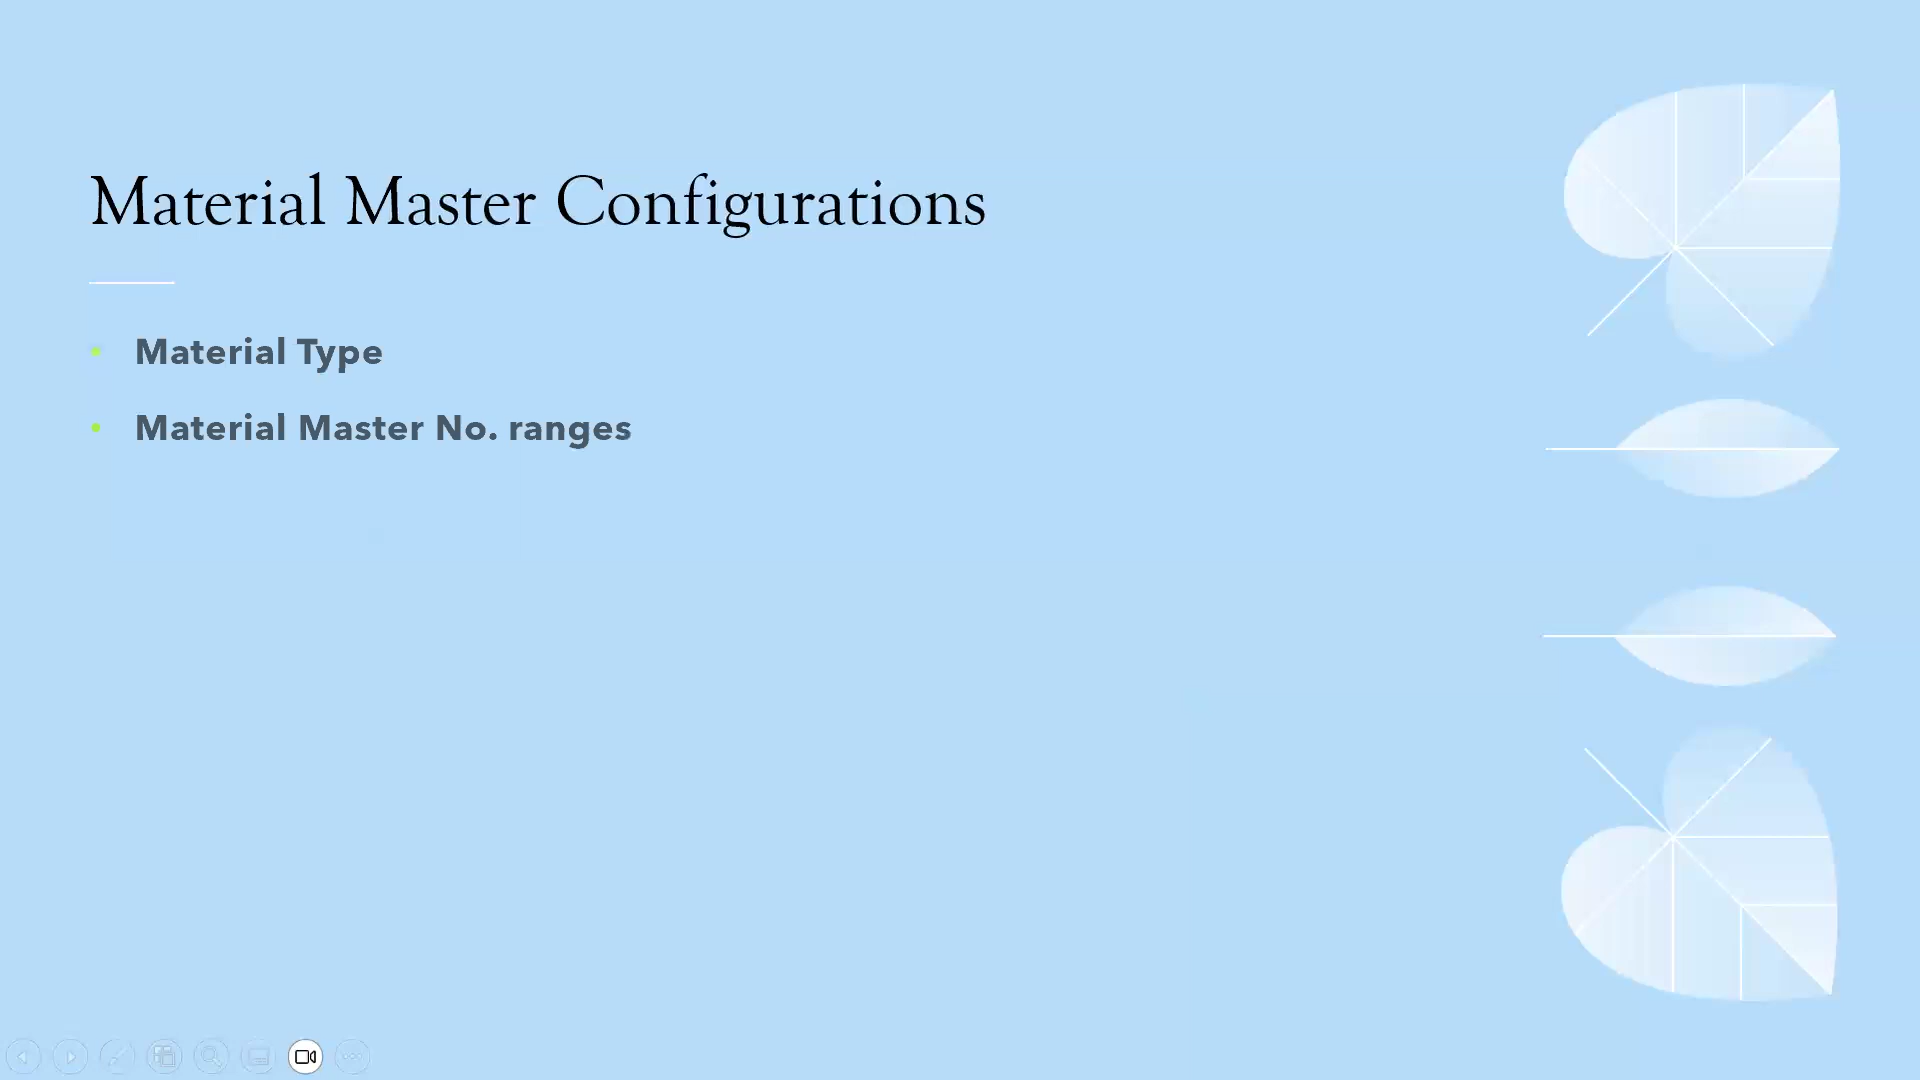 Material Master Configurations
• Material Type
• Material Master No. ranges